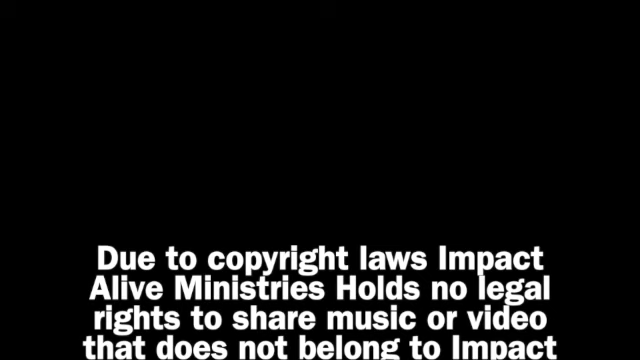 Due to copyright laws Impact
Alive Ministries Holds no legal
rights to share music or video
that does not belong to Impact